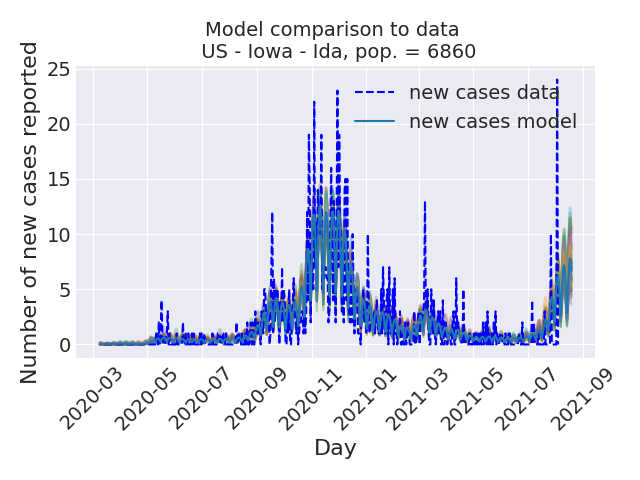 Model comparison to data
US - Iowa - Ida, pop. = 6860
Number of new cases reported
25
20
15
10
5
0
new cases data
new cases model
2020-03
2020-05
2020-07
2020-09
2020-11
2021-01
2021-03
2021-05
2021-07
2021-09
Day